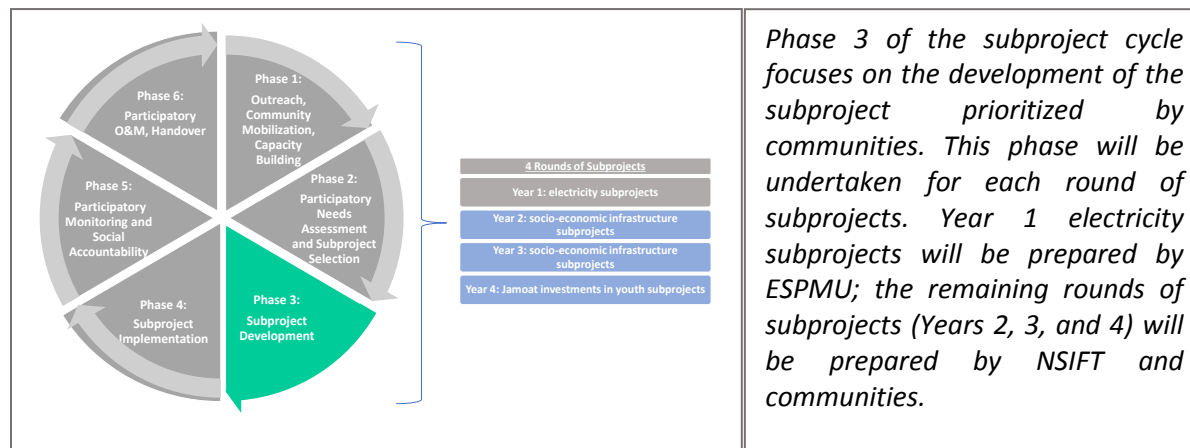 Phase 1:
Outreach,
Community
Mobilization,
Capacity
Building
Phase 2:
Participatory
Needs
Assessment
and Subproject
Selection
Phase 3:
Subproject
Development
Phase 4:
Subproject
Implementation
Phase 5:
Participatory
Monitoring and
Social
Accountability
Phase 6:
Participatory
O&M, Handover
4 Rounds of Subprojects
Year 1: electricity subprojects
Year 2: socio-economic infrastructure
subprojects
Year 3: socio-economic infrastructure
subprojects
Year 4: Jamoat investments in youth subprojects
Phase 3 of the subproject cycle
focuses on the development of the
subproject prioritized by
communities. This phase will be
undertaken for each round of
subprojects. Year 1 electricity
subprojects will be prepared by
ESPMU; the remaining rounds of
subprojects (Years 2, 3, and 4) will
be prepared by NSIFT and
communities.